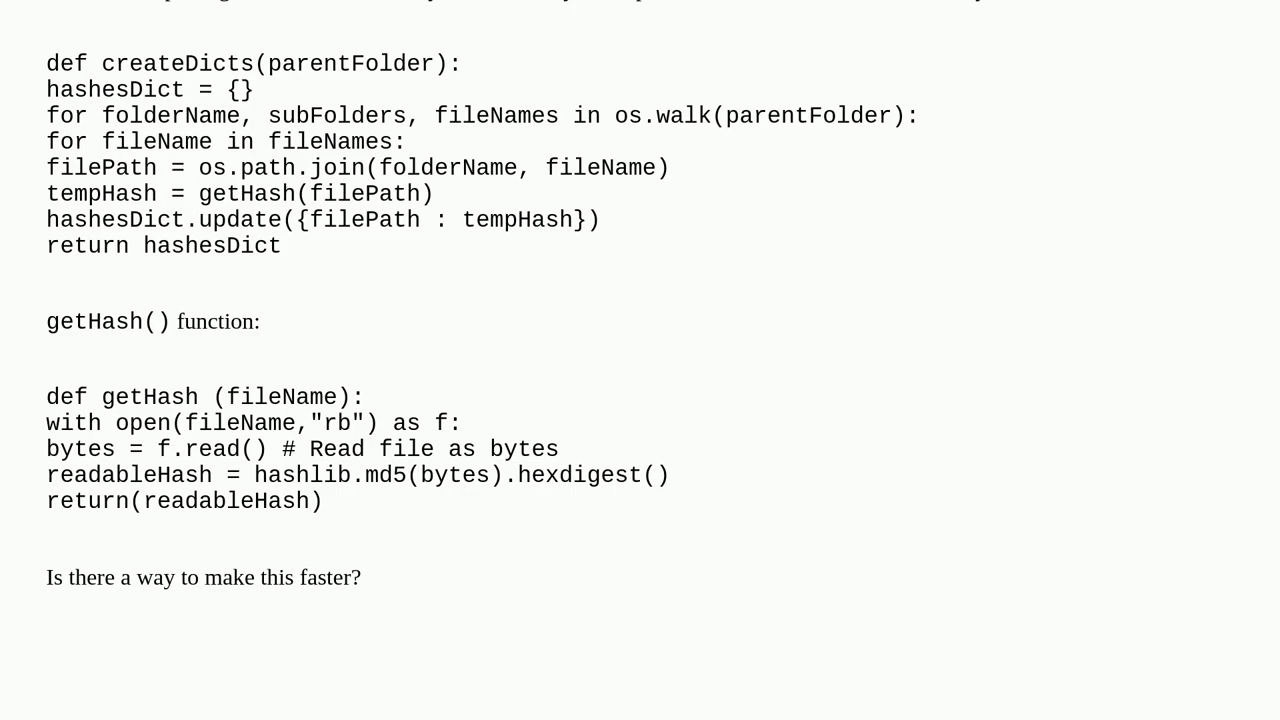 def createDicts(parentFolder):
hashesDict = {}
for folderName, subFolders, fileNames in os.walk(parentFolder):
for fileName in fileNames:
filePath = os.path.join(folderName, fileName)
tempHash = getHash(filePath)
hashesDict.update({filePath : tempHash})
return hashesDict
getHash() function:
def getHash (fileName):
with open(fileName,"rb") as f:
bytes = f.read() # Read file as bytes
readableHash = hashlib.md5(bytes).hexdigest()
return(readableHash)
Is there a way to make this faster?